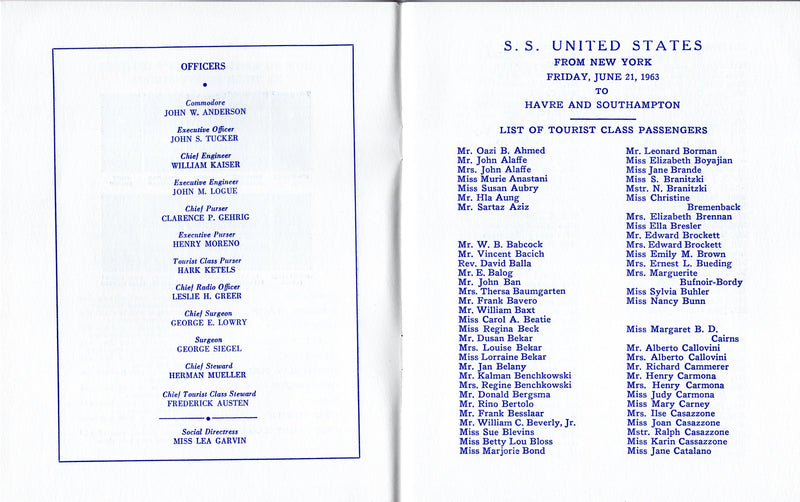 OFFICERS
Commodore
JOHN W. ANDERSON
Executive Officer
JOHN S. TUCKER
Chief Engineer
WILLIAM KAISER
Executive Engineer
JOHN M. LOGUE
Chief Purser
CLARENCE P. GEHRIG
Executive Purser
HENRY MORENO
Tourist Class Purser
HARK KETELS
Chief Radio Officer
LESLIE H. GREER
Chief Surgeon
GEORGE E. LOWRY
Surgeon
GEORGE SIEGEL
Chief Steward
HERMAN MUELLER
Chief Tourist Class Steward
FREDERICK AUSTEN
Social Directress
MISS LEA GARVIN
S. S. UNITED STATES
FROM NEW YORK
FRIDAY, JUNE 21, 1963
TO
HAVRE AND SOUTHAMPTON
LIST OF TOURIST CLASS PASSENGERS
Mr. Oazi B. Ahmed
Mr. John Alaffe
Mrs. John Alaffe
Miss Murie Anastani
Miss Susan Aubry
Mr. Hla Aung
Mr. Sartaz Aziz
Mr. W. B. Babcock
Mr. Vincent Bacich
Rev. David Balla
Mr. E. Balog
Mr. John Ban
Mrs. Thersa Baumgarten
Mr. Frank Bavero
Mr. William Baxt
Miss Carol A. Beatie
Miss Regina Beck
Mr. Dusan Bekar
Mrs. Louise Bekar
Miss Lorraine Bekar
Mr. Jan Belany
Mr. Kalman Benchkowski
Mrs. Regine Benchkowski
Mr. Donald Bergsma
Mr. Rino Bertolo
Mr. Frank Besslaar
Mr. William C. Beverly, Jr.
Miss Sue Blevins
Miss Betty Lou Bloss
Miss Marjorie Bond
Mr. Leonard Borman
Miss Elizabeth Boyajian
Miss Jane Brande
Miss S. Branitzki
Mstr. N. Branitzki
Miss Christine
Bremenback
Mrs. Elizabeth Brennan
Miss Ella Bresler
Mr. Edward Brockett
Mrs. Edward Brockett
Miss Emily M. Brown
Mrs. Ernest L. Bueding
Mrs. Marguerite
Bufnoir-Bordy
Miss Sylvia Buhler
Miss Nancy Bunn
Miss Margaret B. D.
Cairns
Mr. Alberto Callovini
Mrs. Alberto Callovini
Mr. Richard Cammerer
Mr. Henry Carmona
Mrs. Henry Carmona
Miss Judy Carmona
Miss Mary Carney
Mrs. Ilse Casazzone
Miss Joan Casazzone
Mstr. Ralph Casazzone
Miss Karin Cassazzone
Miss Jane Catalano